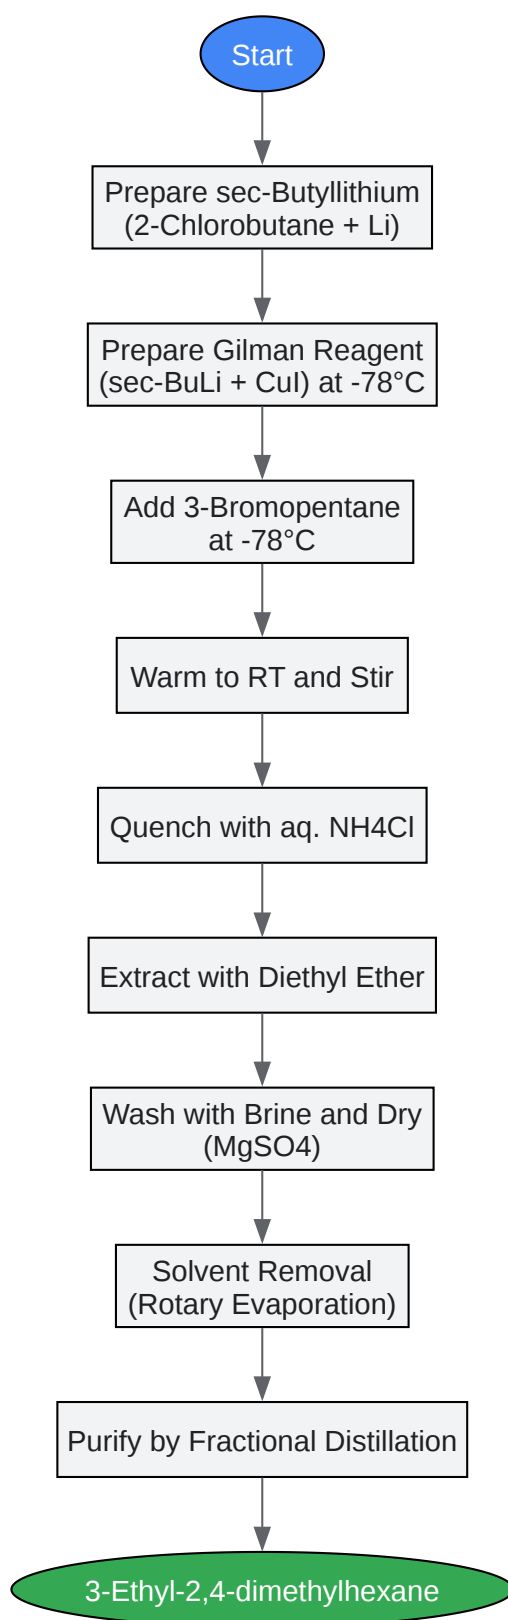 Start
Prepare sec-Butyllithium
(2-Chlorobutane + Li)
Prepare Gilman Reagent
(sec-BuLi + CuI) at -78°C
Add 3-Bromopentane
at -78°C
Warm to RT and Stir
Quench with aq. NH4Cl
Extract with Diethyl Ether
Wash with Brine and Dry
(MgSO4)
Solvent Removal
(Rotary Evaporation)
Purify by Fractional Distillation
3-Ethyl-2,4-dimethylhexane